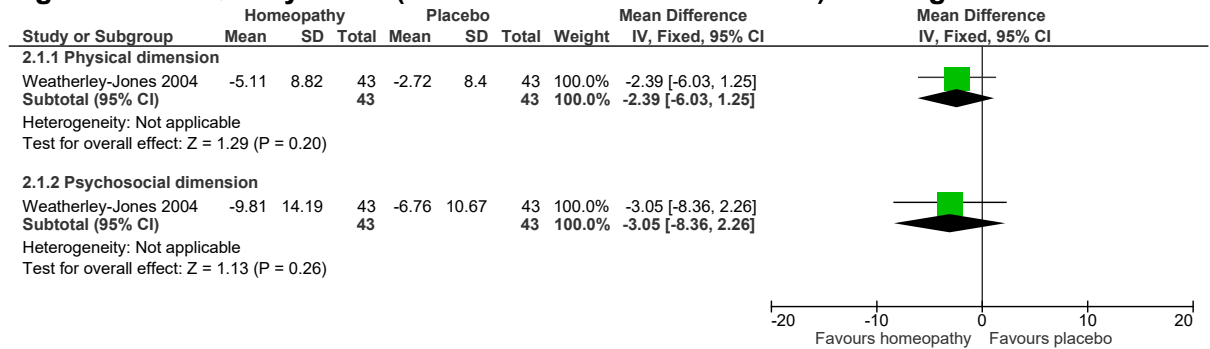 Homeopathy Placebo Mean Difference Mean Difference
Study or Subgroup Mean SD Total Mean SD Total Weight IV, Fixed, 95% CI IV, Fixed, 95% CI
2.1.1 Physical dimension
Weatherley-Jones 2004 -5.11 8.82 43 -2.72 8.4 43 100.0% -2.39 [-6.03, 1.25]
Subtotal (95% CI) 43 43 100.0% -2.39 [-6.03, 1.25]
Heterogeneity: Not applicable
Test for overall effect: Z = 1.29 (P = 0.20)
2.1.2 Psychosocial dimension
Weatherley-Jones 2004 -9.81 14.19 43 -6.76 10.67 43 100.0% -3.05 [-8.36, 2.26]
Subtotal (95% CI) 43 43 100.0% -3.05 [-8.36, 2.26]
Heterogeneity: Not applicable
Test for overall effect: Z = 1.13 (P = 0.26)
-20 -10 0 10 20
Favours homeopathy Favours placebo